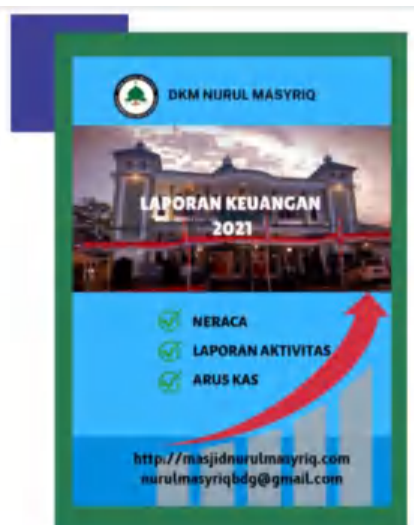 DKM NURUL MASYRIQ
LAPORAN KEUANGAN
2021
NERACA
LAPORAN AKTIVITAS
ARUS KAS
http://masjidnurulmasyriq.com
nurulmasyriqbdg@gmail.com